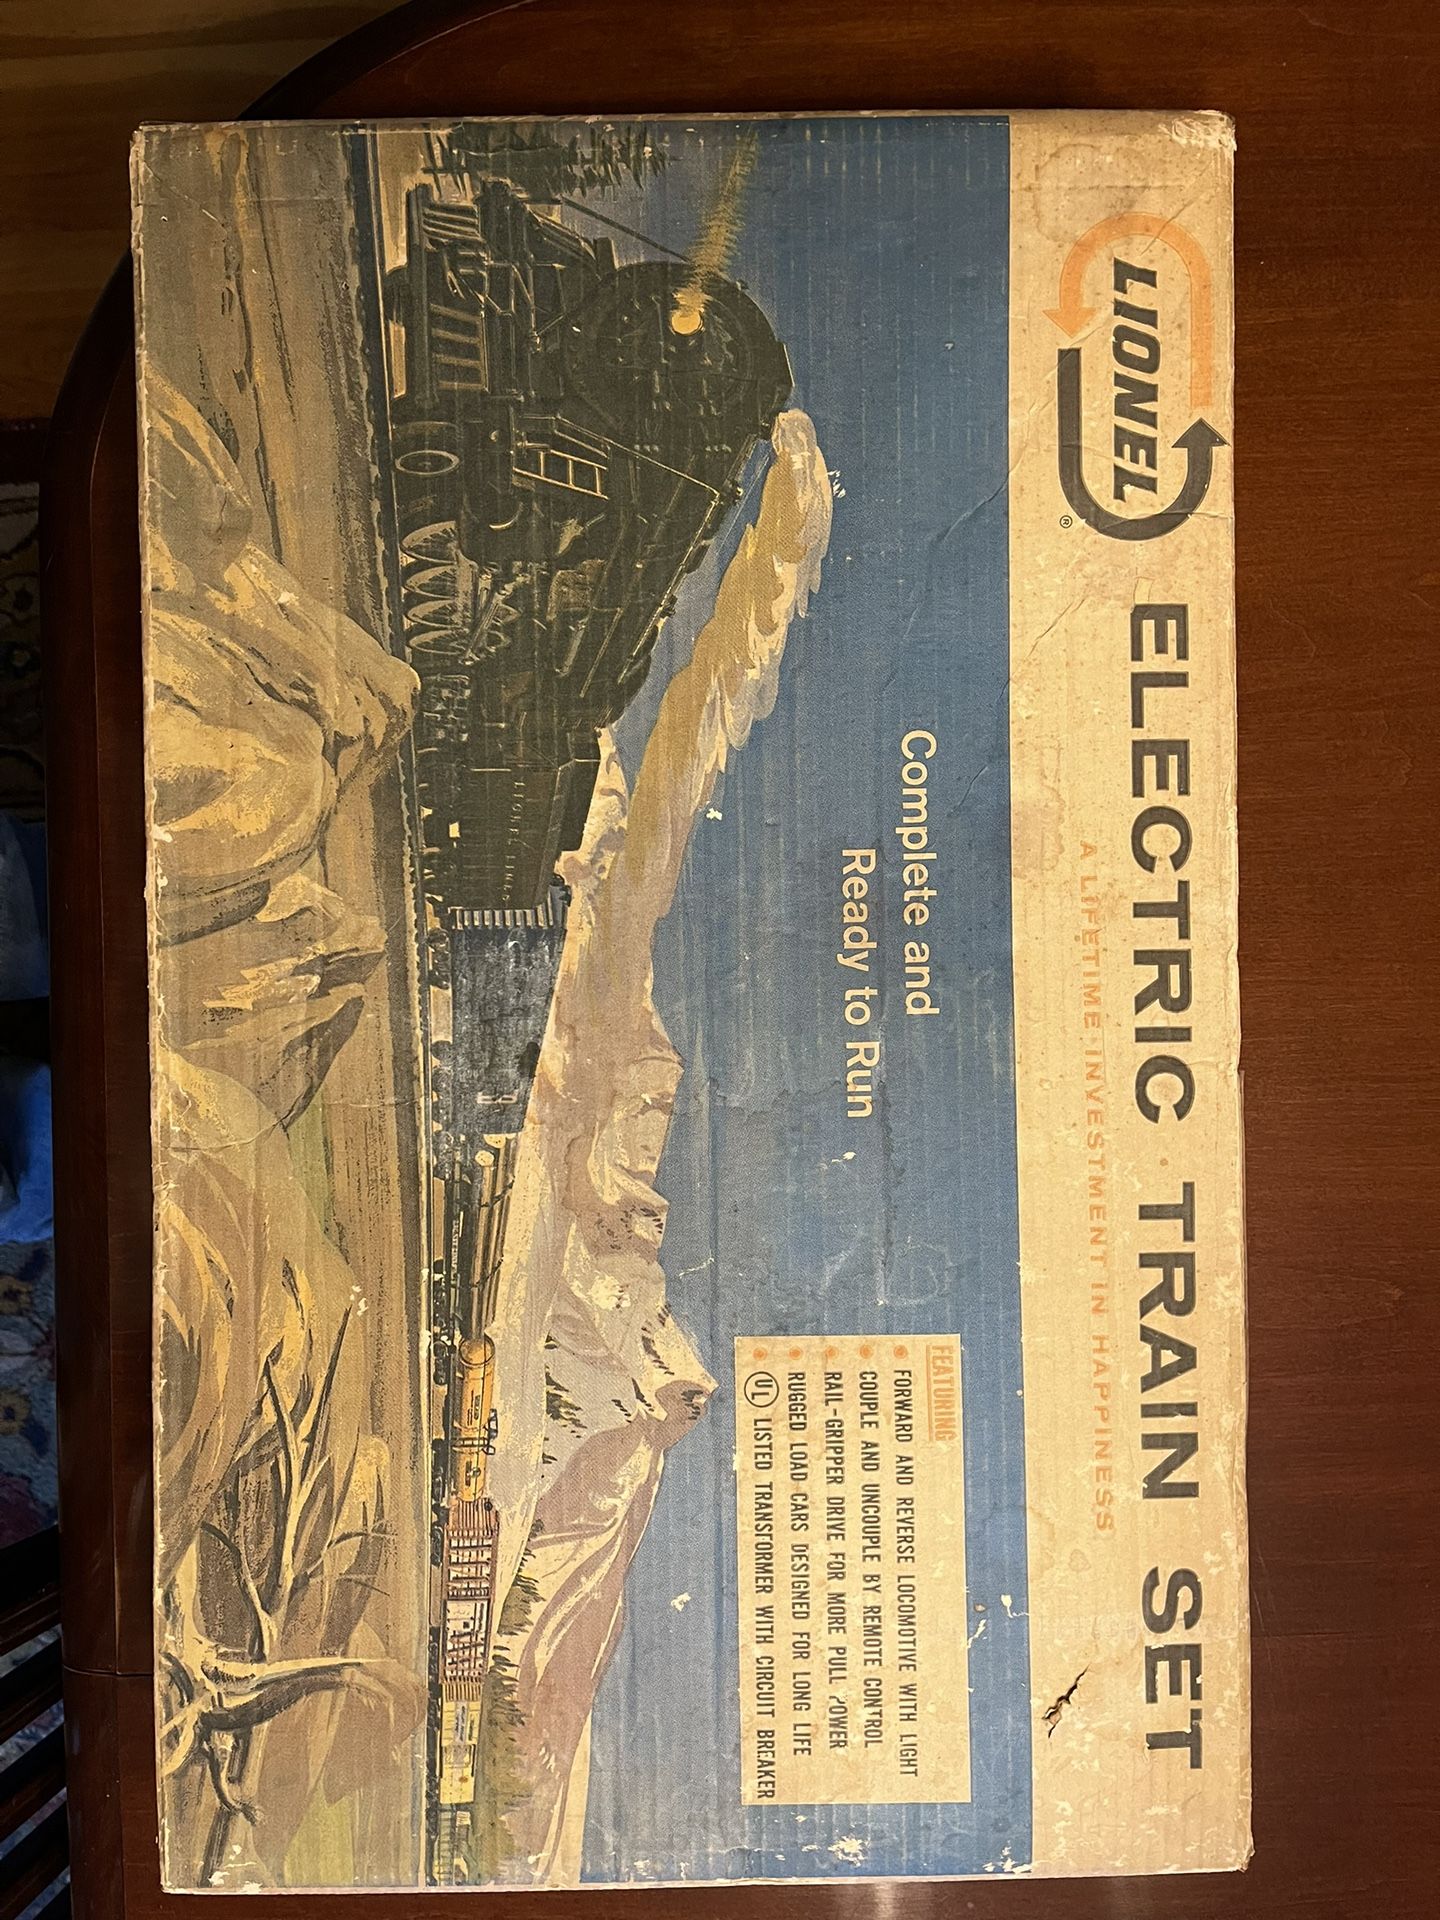 LIONEL ®
ELECTRIC TRAIN SET
A LIFETIME INVESTMENT IN HAPPINESS
Complete and
Ready to Run
FEATURING
• FORWARD AND REVERSE LOCOMOTIVE WITH LIGHT
• COUPLE AND UNCOUPLE BY REMOTE CONTROL
• RAIL-GRIPPER DRIVE FOR MORE PULL POWER
• RUGGED LOAD CARS DESIGNED FOR LONG LIFE
• UL LISTED TRANSFORMER WITH CIRCUIT BREAKER
LIONEL LINES